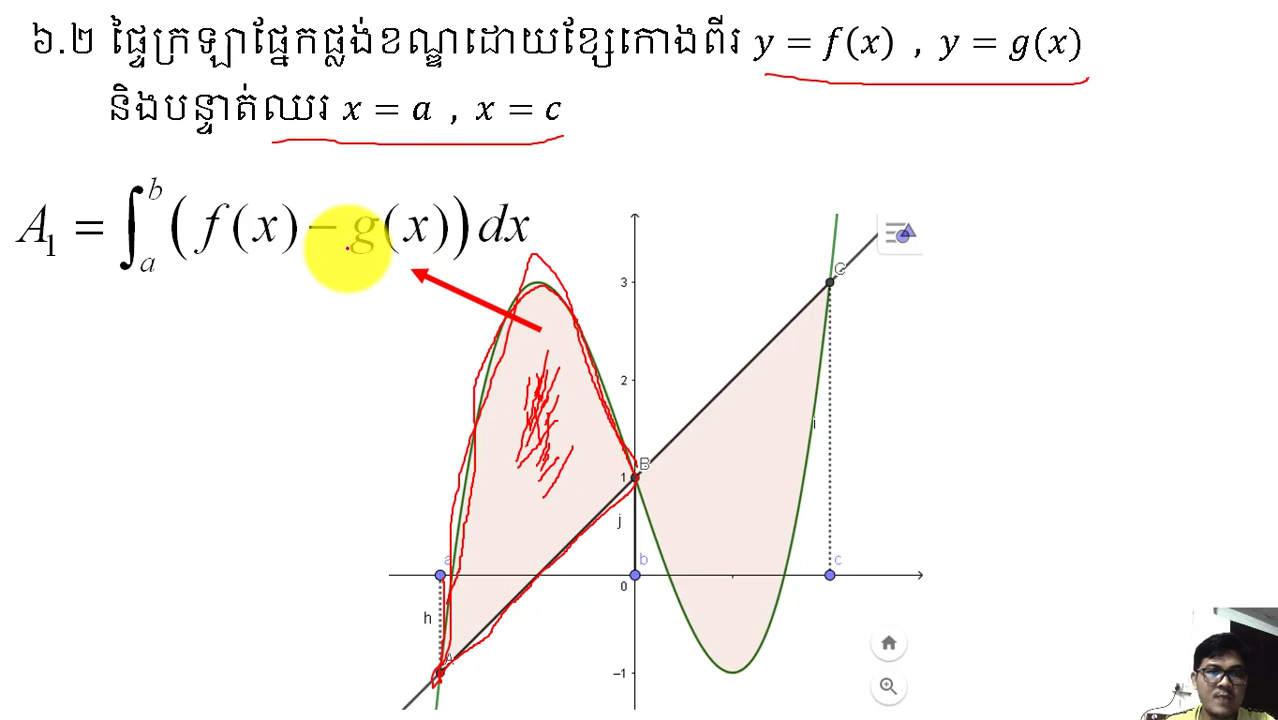 ៦.២ ផ្ទៃក្រឡាផ្នែកប្លង់ខណ្ឌដោយខ្សែកោងពីរ y = f(x) , y = g(x)
និងបន្ទាត់ឈរ x = a , x = c
A₁ = ∫ₐᵇ (f(x) − g(x)) dx
C
3
2
B
1
i
j
a
b
c
0
h
A
−1